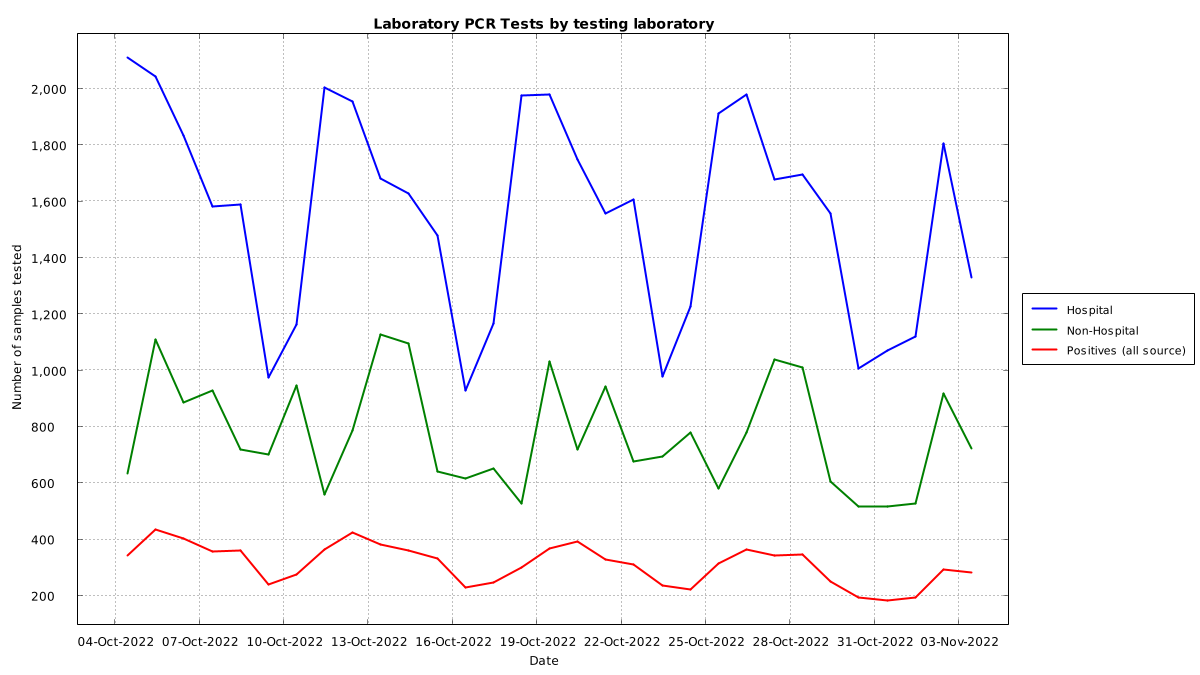 Laboratory PCR Tests by testing laboratory
Number of samples tested
2,000
1,800
1,600
1,400
1,200
1,000
800
600
400
200
04-Oct-2022 07-Oct-2022 10-Oct-2022 13-Oct-2022 16-Oct-2022 19-Oct-2022 22-Oct-2022 25-Oct-2022 28-Oct-2022 31-Oct-2022 03-Nov-2022
Date
Hospital
Non-Hospital
Positives (all source)